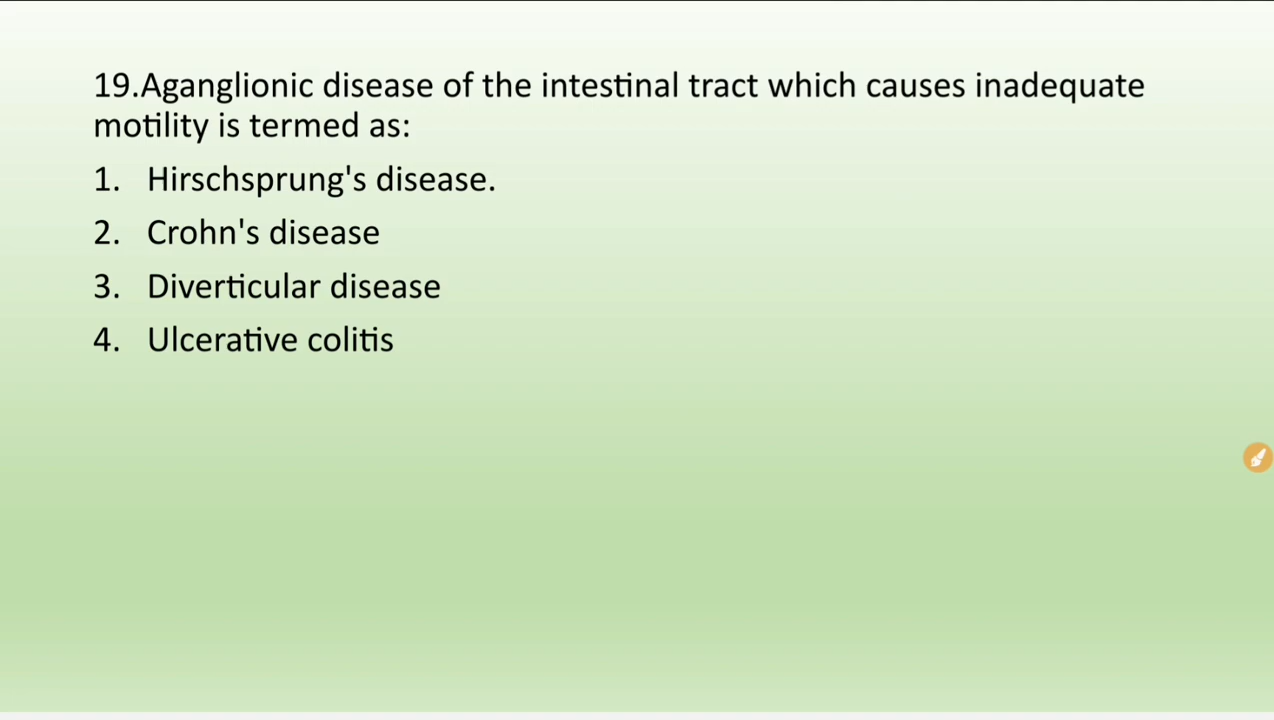 19.Aganglionic disease of the intestinal tract which causes inadequate
motility is termed as:
1. Hirschsprung's disease.
2. Crohn's disease
3. Diverticular disease
4. Ulcerative colitis